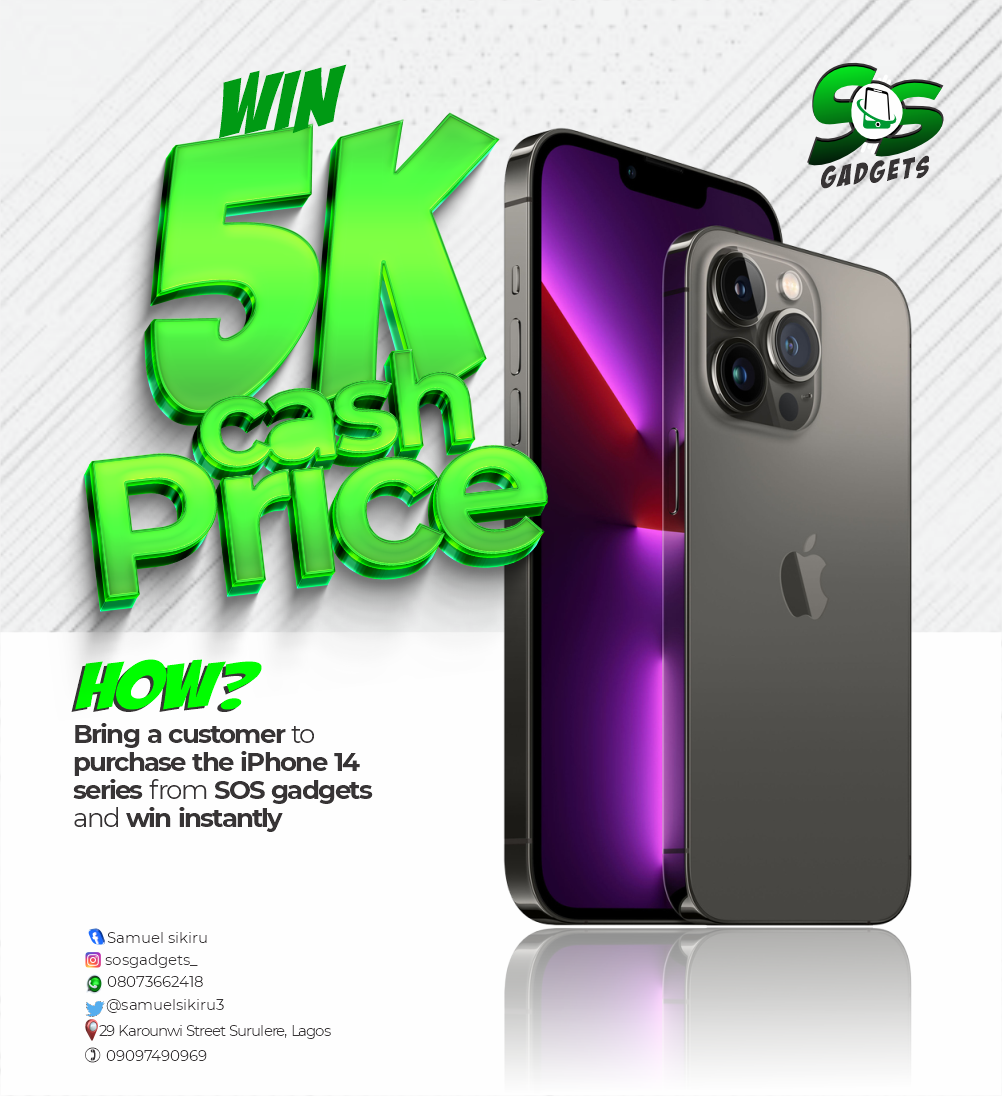 WIN
5K
cash
Price
SOS
GADGETS
HOW?
Bring a customer to
purchase the iPhone 14
series from SOS gadgets
and win instantly
Samuel sikiru
sosgadgets_
08073662418
@samuelsikiru3
29 Karounwi Street Surulere, Lagos
09097490969